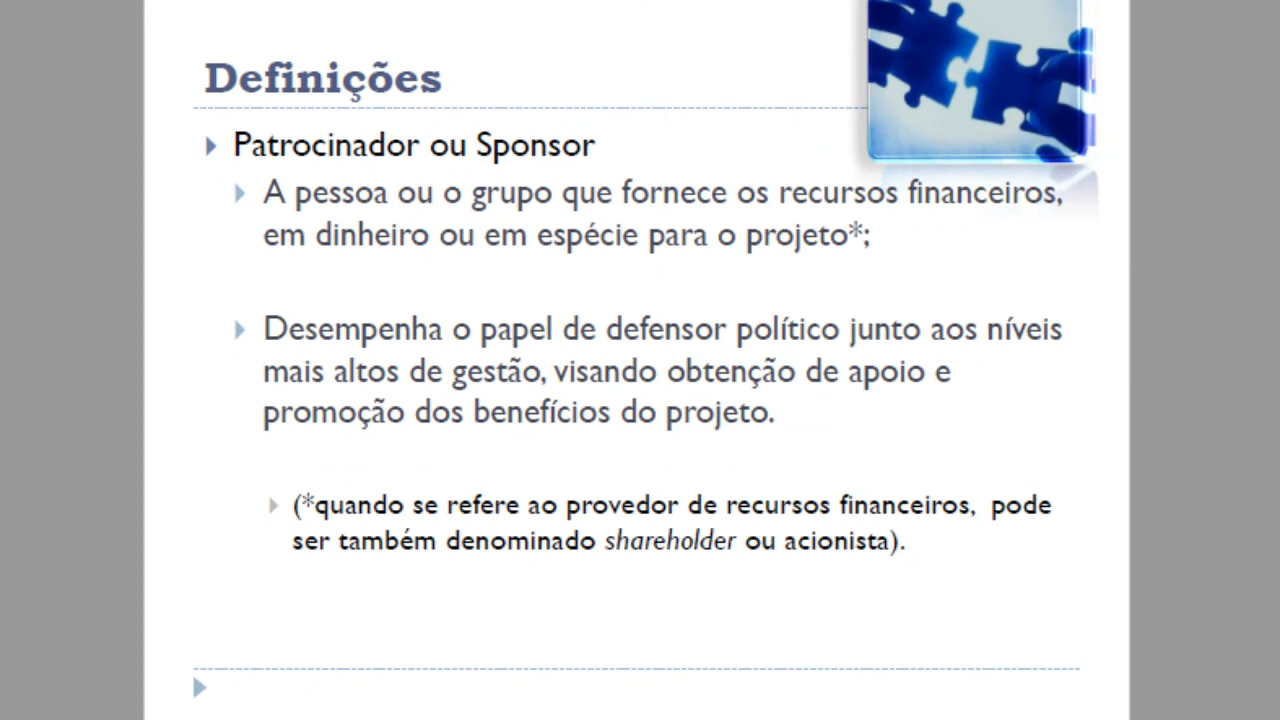 Definições
Patrocinador ou Sponsor
A pessoa ou o grupo que fornece os recursos financeiros,
em dinheiro ou em espécie para o projeto*;
Desempenha o papel de defensor político junto aos níveis
mais altos de gestão, visando obtenção de apoio e
promoção dos benefícios do projeto.
(*quando se refere ao provedor de recursos financeiros, pode
ser também denominado shareholder ou acionista).